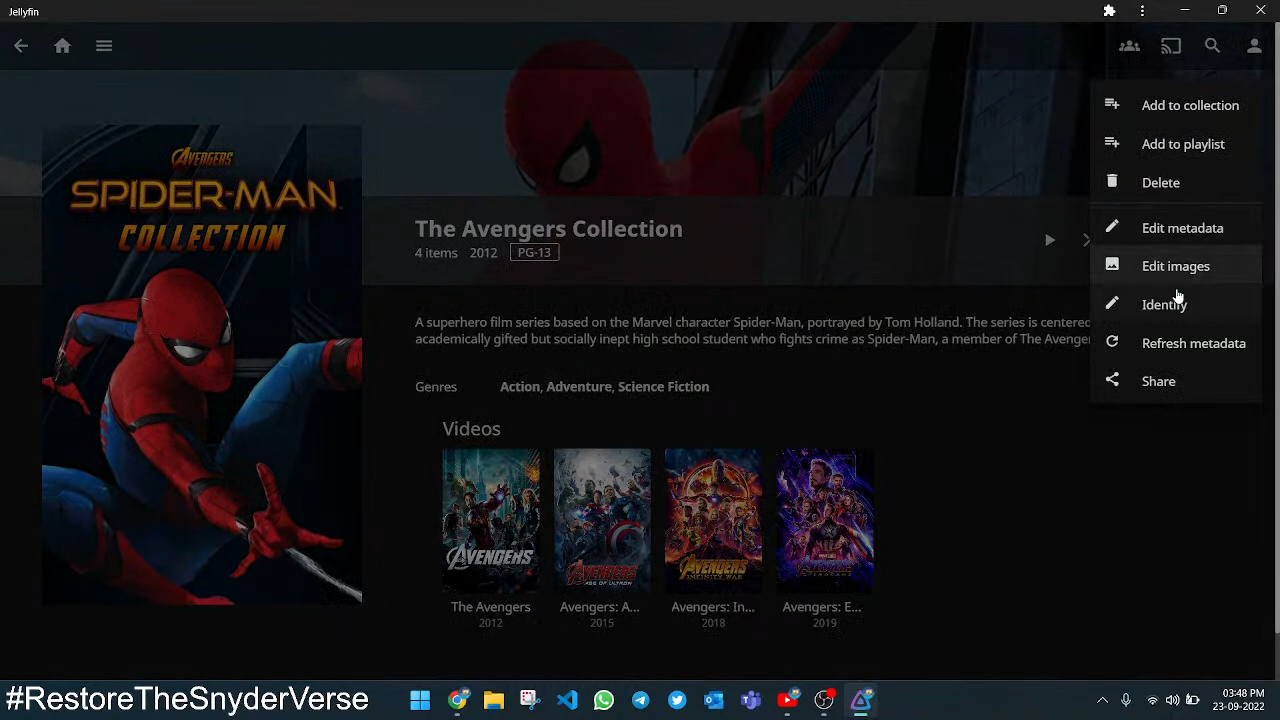 Jellyfin
Add to collection
Add to playlist
Delete
Edit metadata
Edit images
Identify
Refresh metadata
Share
AVENGERS
SPIDER-MAN
COLLECTION
The Avengers Collection
4 items 2012 PG-13
A superhero film series based on the Marvel character Spider-Man, portrayed by Tom Holland. The series is centered
academically gifted but socially inept high school student who fights crime as Spider-Man, a member of The Avenger
Genres Action, Adventure, Science Fiction
Videos
AVENGERS
AVENGERS
AGE OF ULTRON
AVENGERS
INFINITY WAR
The Avengers
2012
Avengers: A...
2015
Avengers: In...
2018
Avengers: E...
2019
#RestoreTheSnyderVerse
03:48 PM
23-09-2022